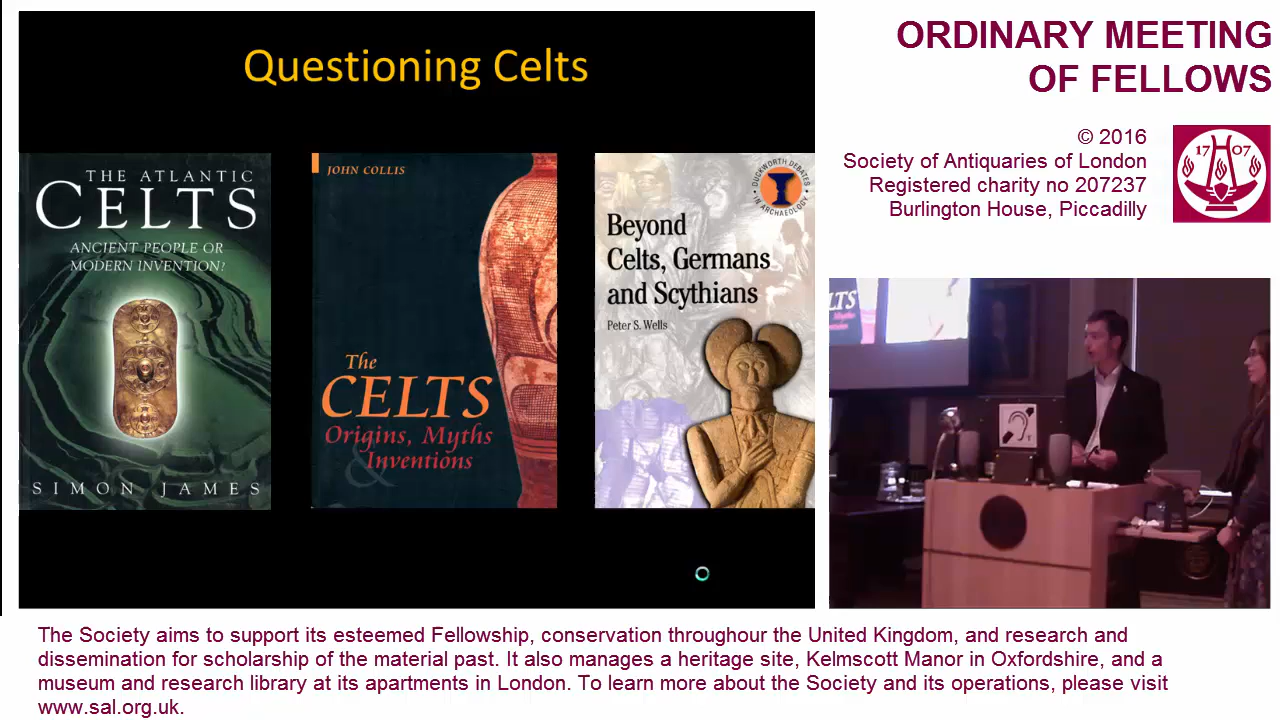 Questioning Celts
THE ATLANTIC
CELTS
ANCIENT PEOPLE OR
MODERN INVENTION?
SIMON JAMES
JOHN COLLIS
The
CELTS
Origins, Myths
& Inventions
DUCKWORTH DEBATES
IN ARCHAEOLOGY
Beyond
Celts, Germans
and Scythians
Peter S. Wells
ORDINARY MEETING
OF FELLOWS
© 2016
Society of Antiquaries of London
Registered charity no 207237
Burlington House, Piccadilly
1707
LTS
Myths
The Society aims to support its esteemed Fellowship, conservation throughour the United Kingdom, and research and
dissemination for scholarship of the material past. It also manages a heritage site, Kelmscott Manor in Oxfordshire, and a
museum and research library at its apartments in London. To learn more about the Society and its operations, please visit
www.sal.org.uk.